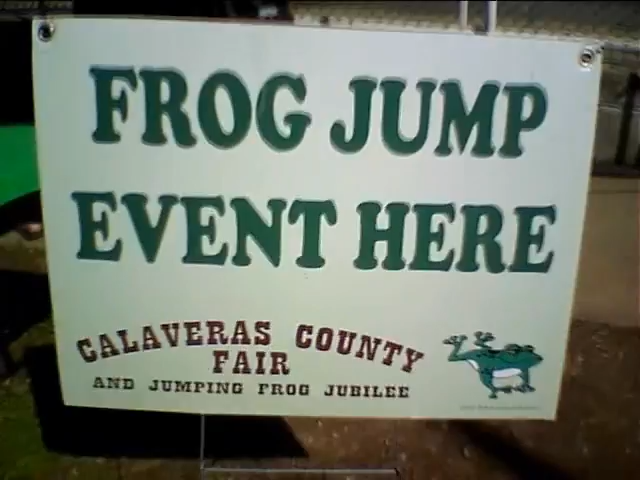 FROG JUMP
EVENT HERE
CALAVERAS COUNTY
FAIR
AND JUMPING FROG JUBILEE